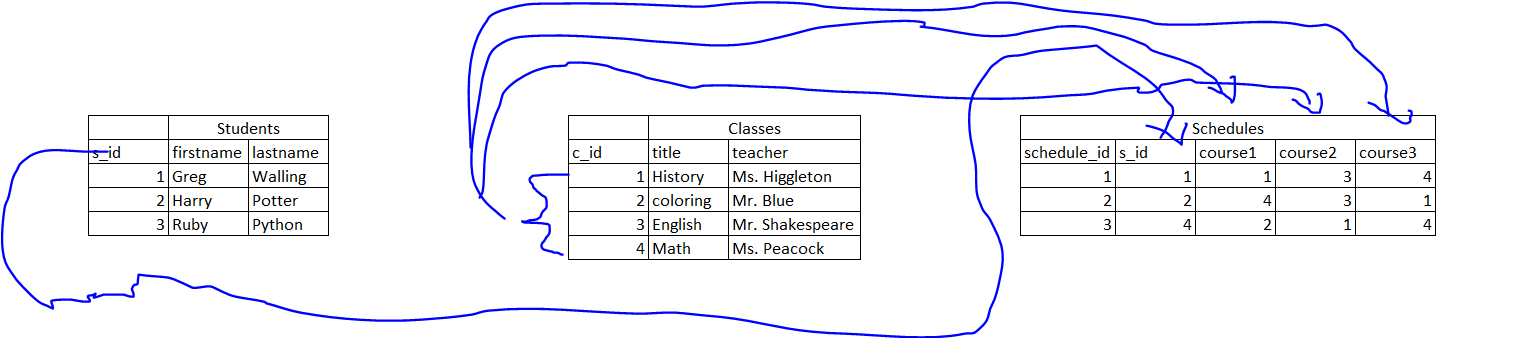 Students
s_id firstname lastname
1 Greg Walling
2 Harry Potter
3 Ruby Python
Classes
c_id title teacher
1 History Ms. Higgleton
2 coloring Mr. Blue
3 English Mr. Shakespeare
4 Math Ms. Peacock
Schedules
schedule_id s_id course1 course2 course3
1 1 1 3 4
2 2 4 3 1
3 4 2 1 4